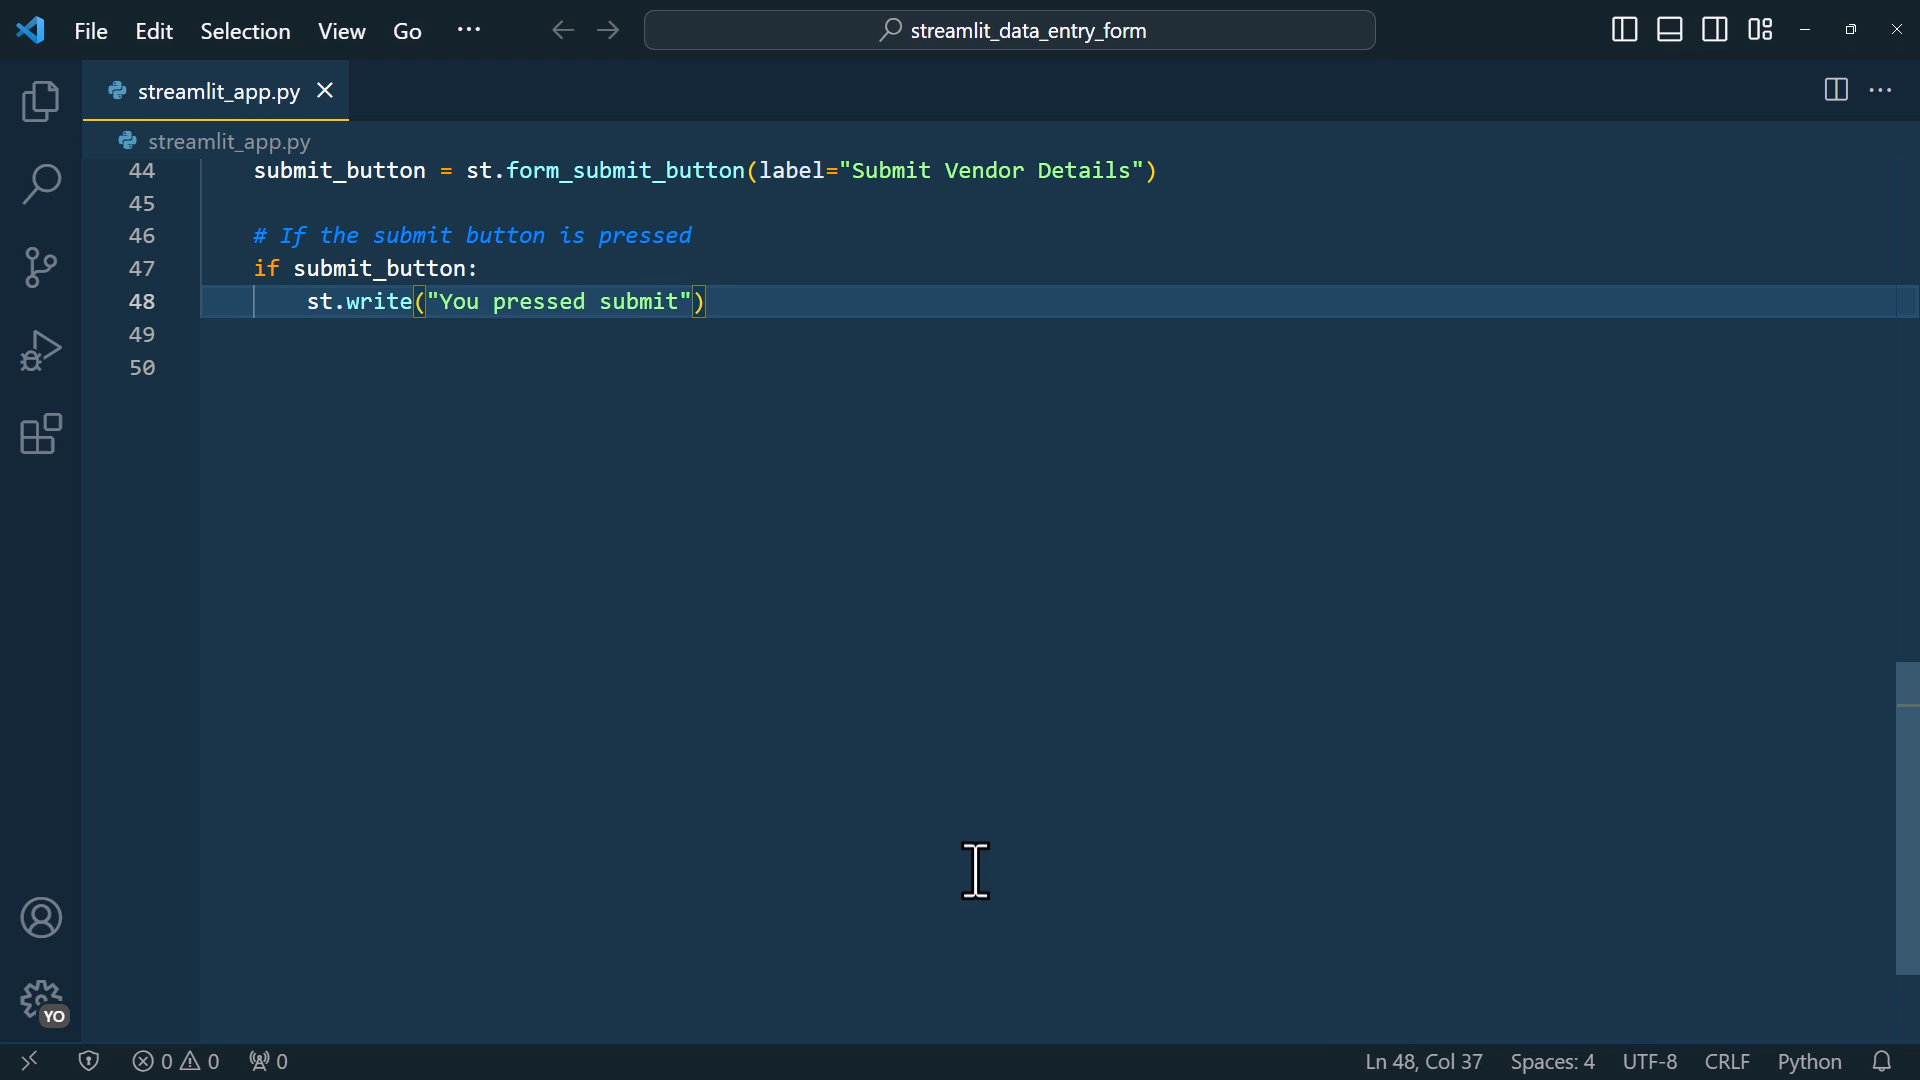 File Edit Selection View Go ··· streamlit_data_entry_form
streamlit_app.py
streamlit_app.py
44 submit_button = st.form_submit_button(label="Submit Vendor Details")
45
46 # If the submit button is pressed
47 if submit_button:
48 st.write("You pressed submit")
49
50
YO
0 0 0 Ln 48, Col 37 Spaces: 4 UTF-8 CRLF Python